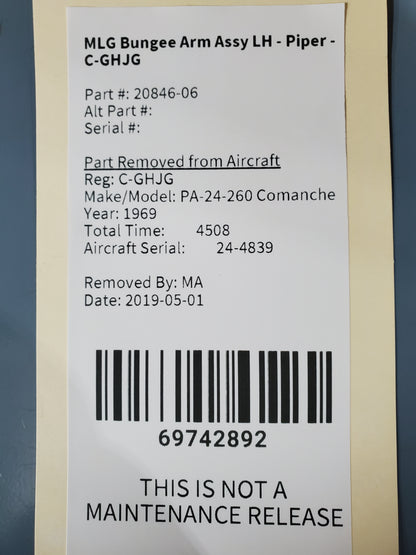 MLG Bungee Arm Assy LH - Piper -
C-GHJG
Part #: 20846-06
Alt Part #:
Serial #:
Part Removed from Aircraft
Reg: C-GHJG
Make/Model: PA-24-260 Comanche
Year: 1969
Total Time: 4508
Aircraft Serial: 24-4839
Removed By: MA
Date: 2019-05-01
69742892
THIS IS NOT A
MAINTENANCE RELEASE